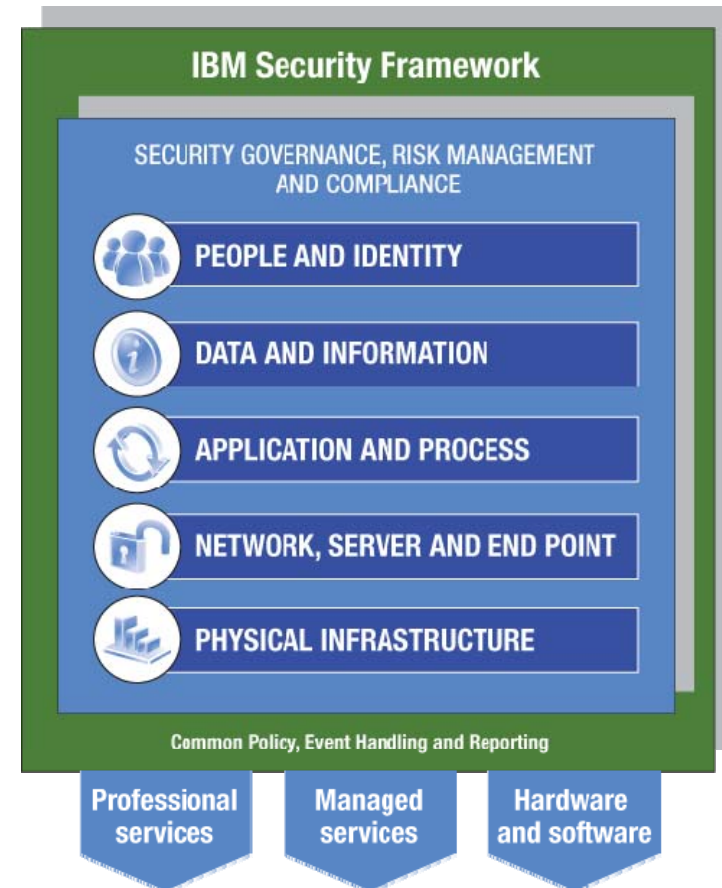 IBM Security Framework
SECURITY GOVERNANCE, RISK MANAGEMENT
AND COMPLIANCE
PEOPLE AND IDENTITY
i
DATA AND INFORMATION
APPLICATION AND PROCESS
NETWORK, SERVER AND END POINT
PHYSICAL INFRASTRUCTURE
Common Policy, Event Handling and Reporting
Professional
services
Managed
services
Hardware
and software